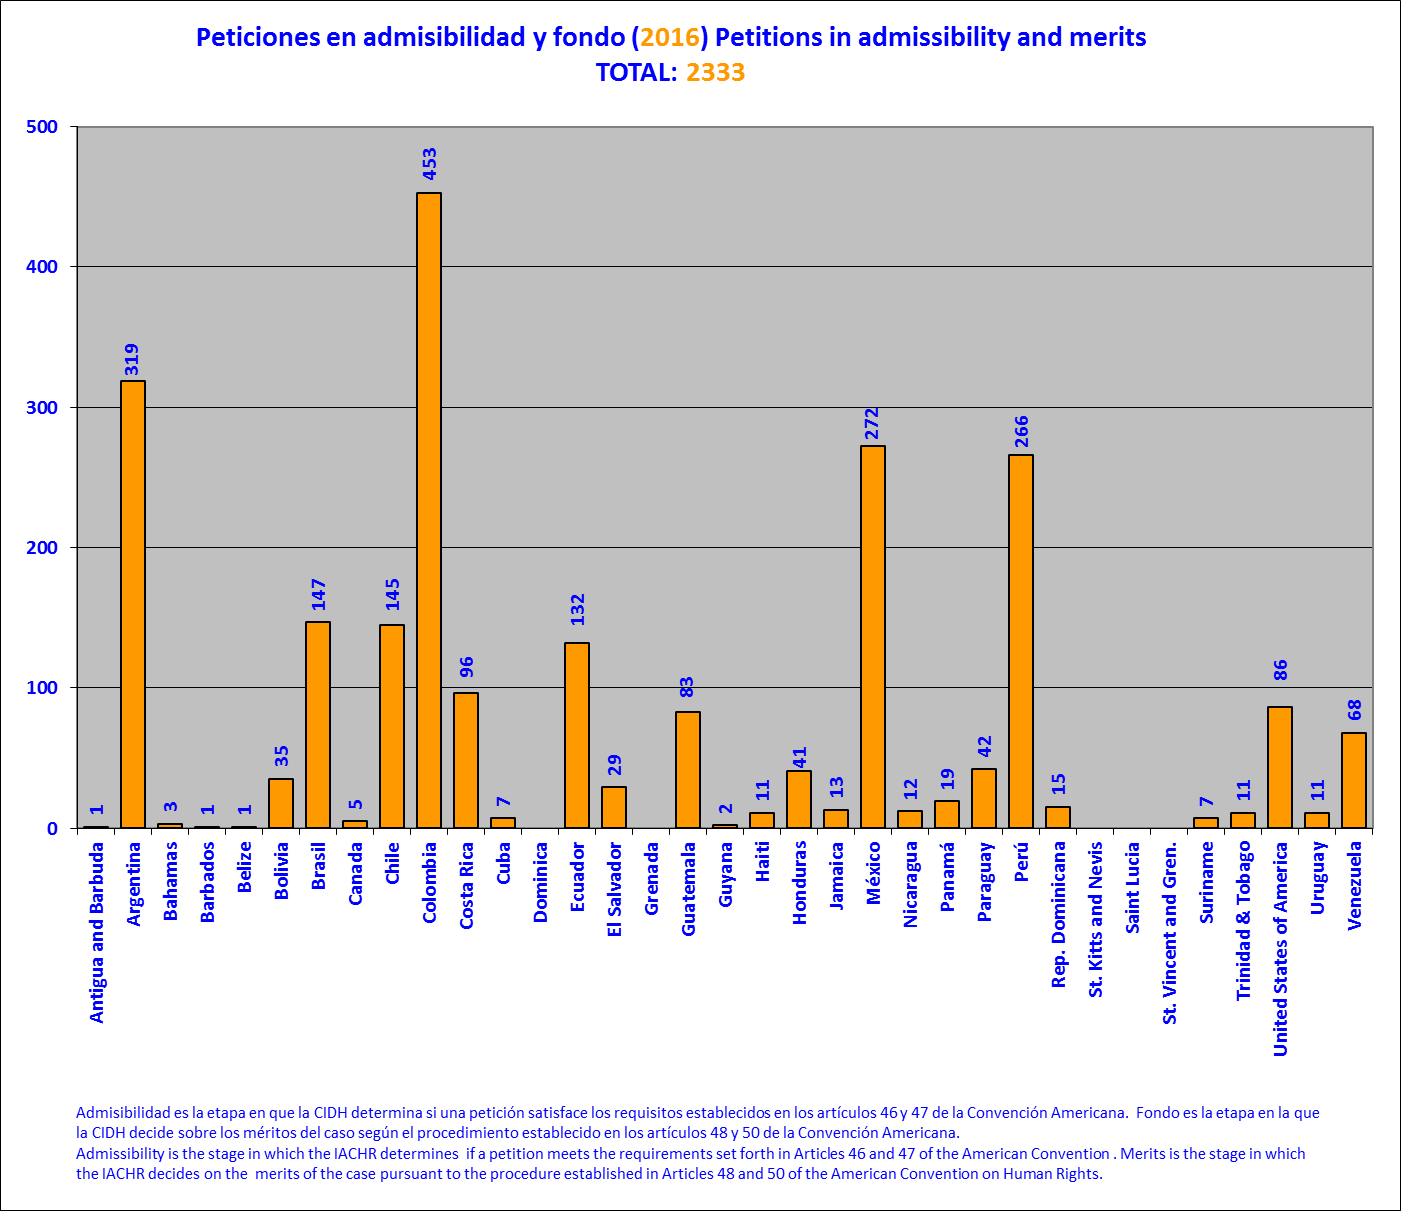 Peticiones en admisibilidad y fondo (2016) Petitions in admissibility and merits
TOTAL: 2333
500
400
300
200
100
0
1
319
3
1
1
35
147
5
145
453
96
7
132
29
83
2
11
41
13
272
12
19
42
266
15
7
11
86
11
68
Antigua and Barbuda
Argentina
Bahamas
Barbados
Belize
Bolivia
Brasil
Canada
Chile
Colombia
Costa Rica
Cuba
Dominica
Ecuador
El Salvador
Grenada
Guatemala
Guyana
Haiti
Honduras
Jamaica
México
Nicaragua
Panamá
Paraguay
Perú
Rep. Dominicana
St. Kitts and Nevis
Saint Lucia
St. Vincent and Gren.
Suriname
Trinidad & Tobago
United States of America
Uruguay
Venezuela
Admisibilidad es la etapa en que la CIDH determina si una petición satisface los requisitos establecidos en los artículos 46 y 47 de la Convención Americana. Fondo es la etapa en la que
la CIDH decide sobre los méritos del caso según el procedimiento establecido en los artículos 48 y 50 de la Convención Americana.
Admissibility is the stage in which the IACHR determines if a petition meets the requirements set forth in Articles 46 and 47 of the American Convention . Merits is the stage in which
the IACHR decides on the merits of the case pursuant to the procedure established in Articles 48 and 50 of the American Convention on Human Rights.